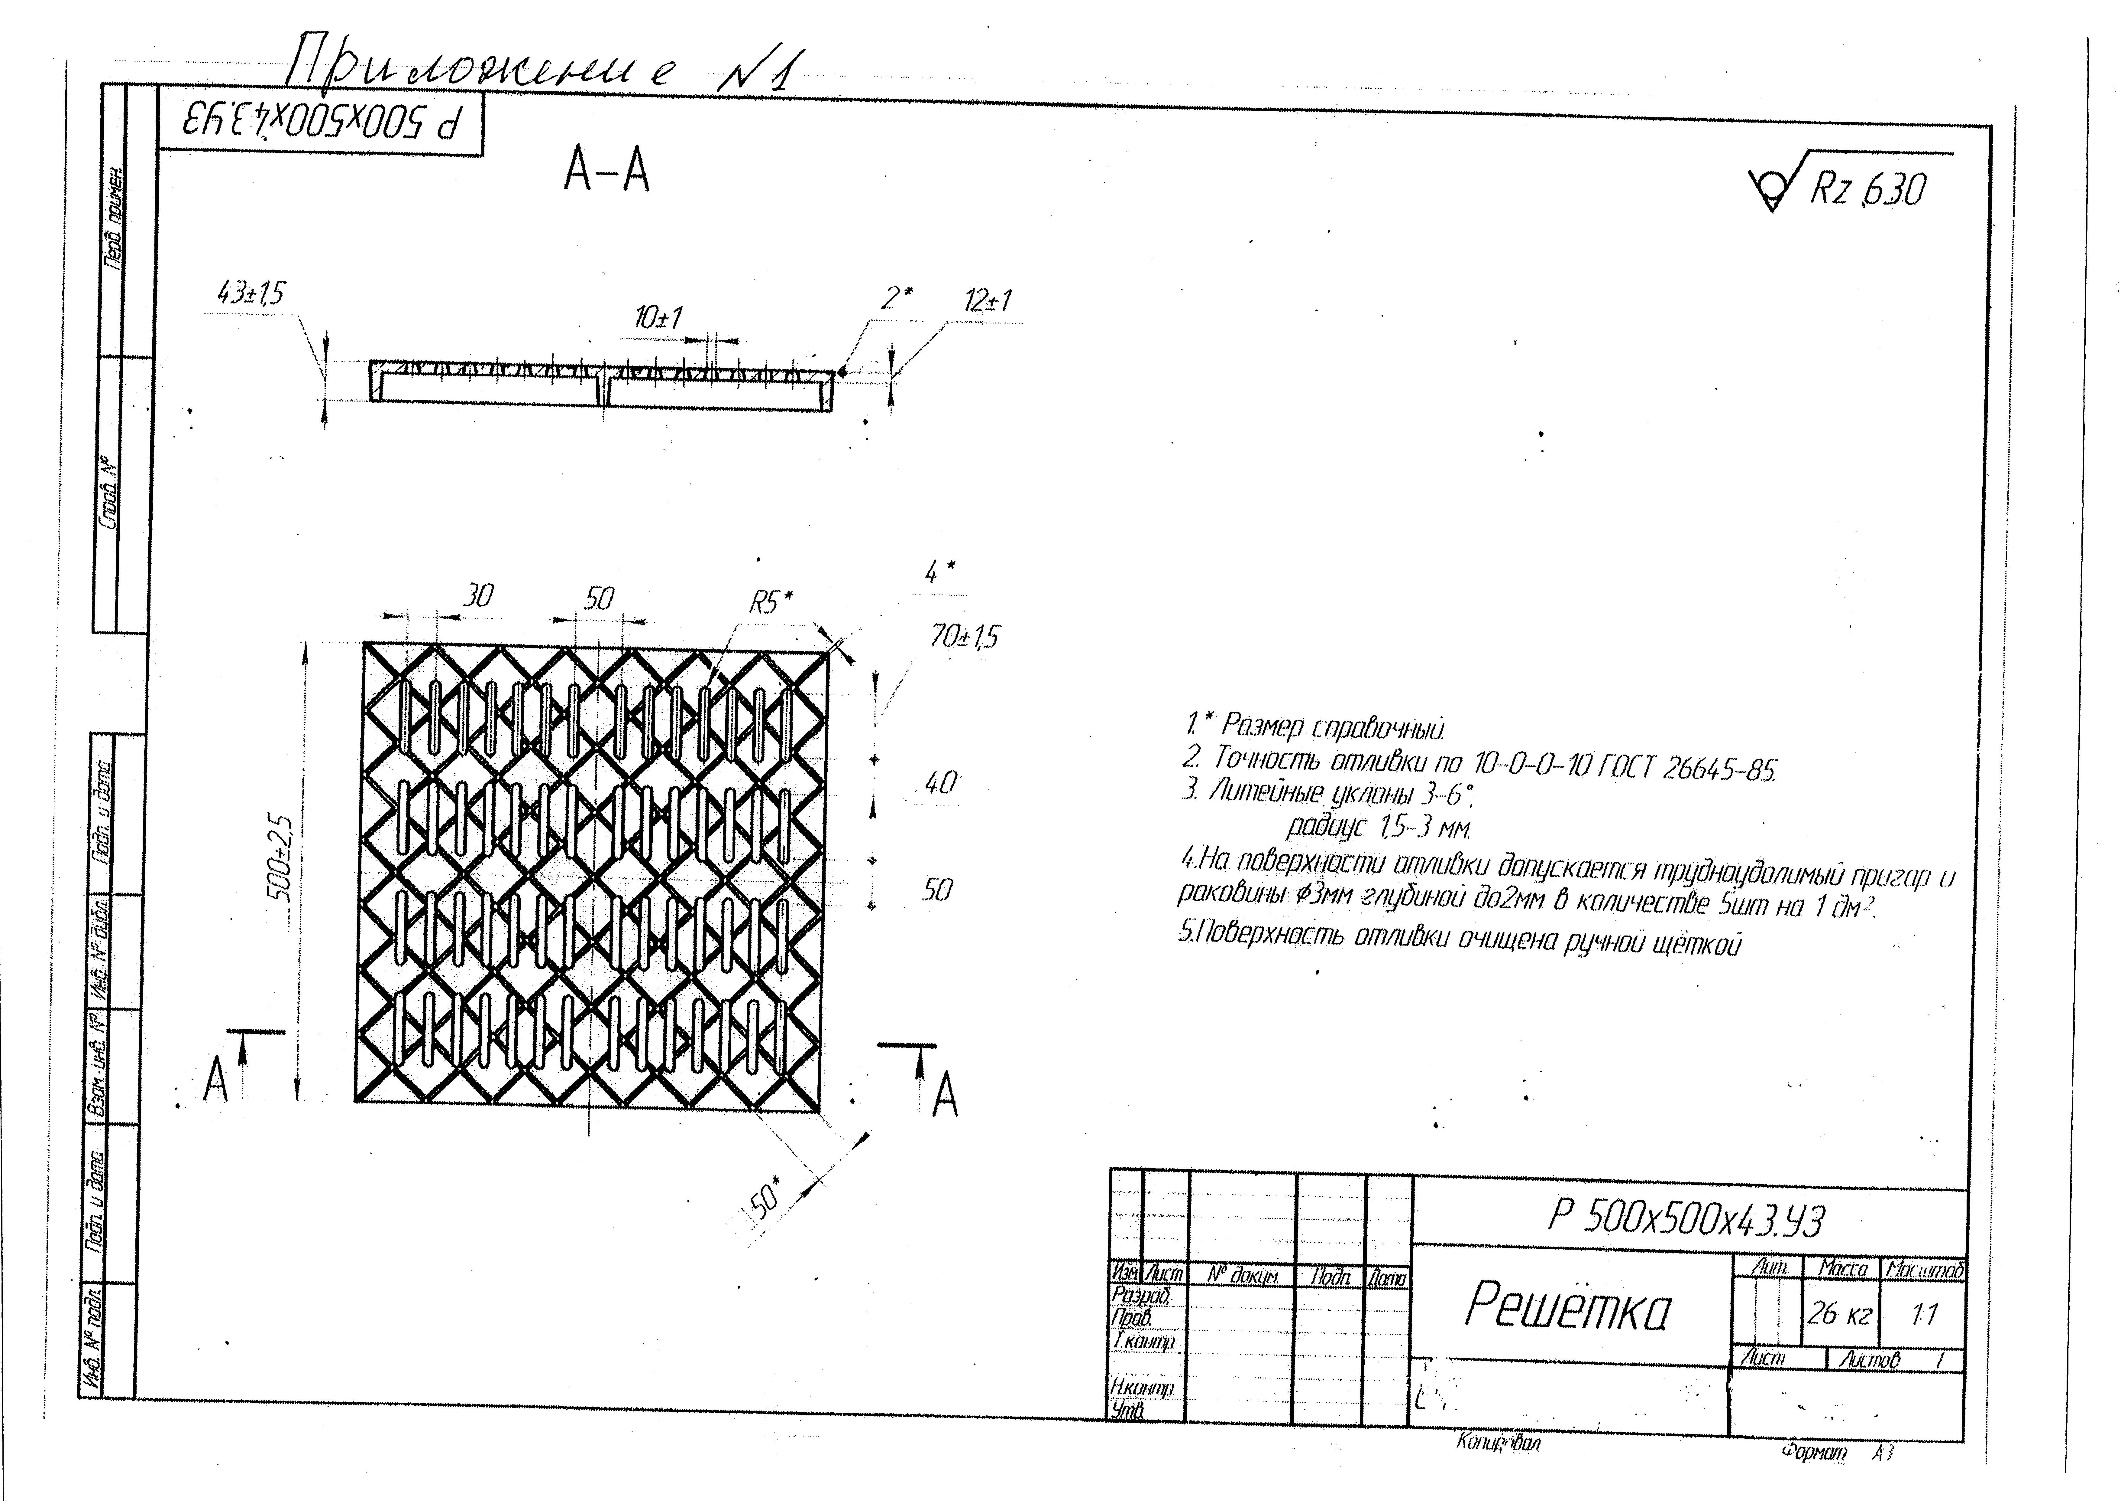 Приложение №1
Р 500х500х43.УЗ
А-А
Rz 630
43±1,5
10±1
2*
12±1
30
50
R5*
4*
70±1,5
40
50
500±2,5
А
А
50*
1.* Размер справочный.
2. Точность отливки по 10-0-0-10 ГОСТ 26645-85.
3. Литейные уклоны 3-6°,
радиус 1,5-3 мм.
4.На поверхности отливки допускается трудноудалимый пригар и
раковины ф3мм глубиной до2мм в количестве 5шт на 1 дм².
5.Поверхность отливки очищена ручной щёткой
Перв. примен.
Справ. №
Подп. и дата
Инв. № дубл.
Взам. инв. №
Подп. и дата
Инв. № подл.
Р 500х500х43.УЗ
Изм Лист № докум. Подп. Дата
Разраб.
Пров.
Т.контр.
Н.контр.
Утв.
Решётка
Лит. Масса Масштаб
26 кг 1:1
Лист Листов 1
Копировал
Формат А3